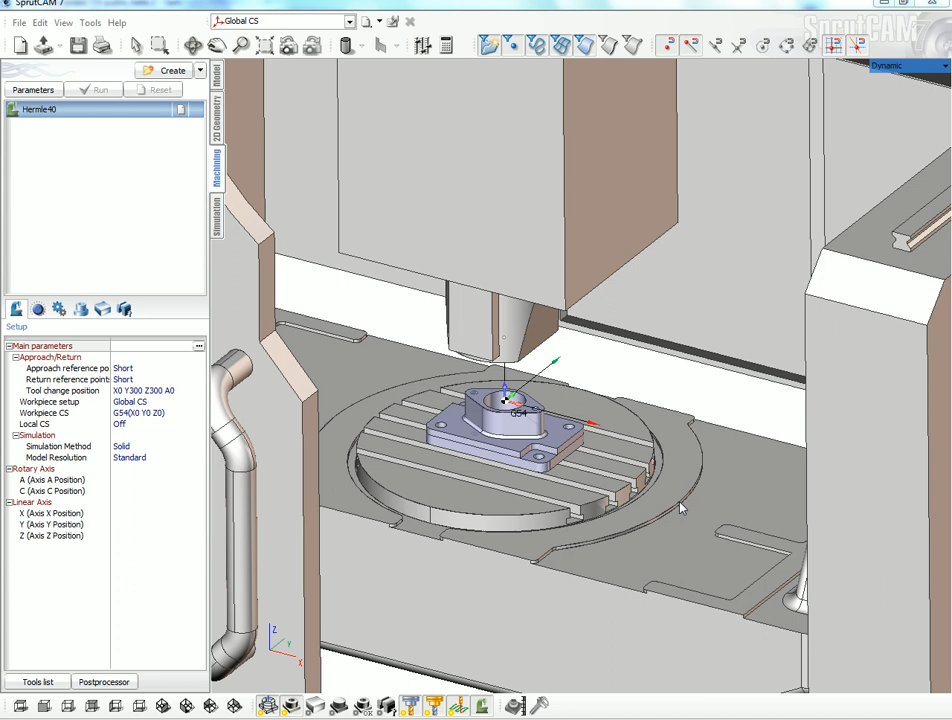 SprutCAM 7
File Edit View Tools Help
Global CS
SprutCAM
Dynamic
Create
Parameters Run Reset
Hermle40
Model
2D Geometry
Machining
Simulation
Setup
Main parameters
Approach/Return
Approach reference po Short
Return reference points Short
Tool change position X0 Y300 Z300 A0
Workpiece setup Global CS
Workpiece CS G54(X0 Y0 Z0)
Local CS Off
Simulation
Simulation Method Solid
Model Resolution Standard
Rotary Axis
A (Axis A Position)
C (Axis C Position)
Linear Axis
X (Axis X Position)
Y (Axis Y Position)
Z (Axis Z Position)
G54
Z
Y
X
Tools list Postprocessor